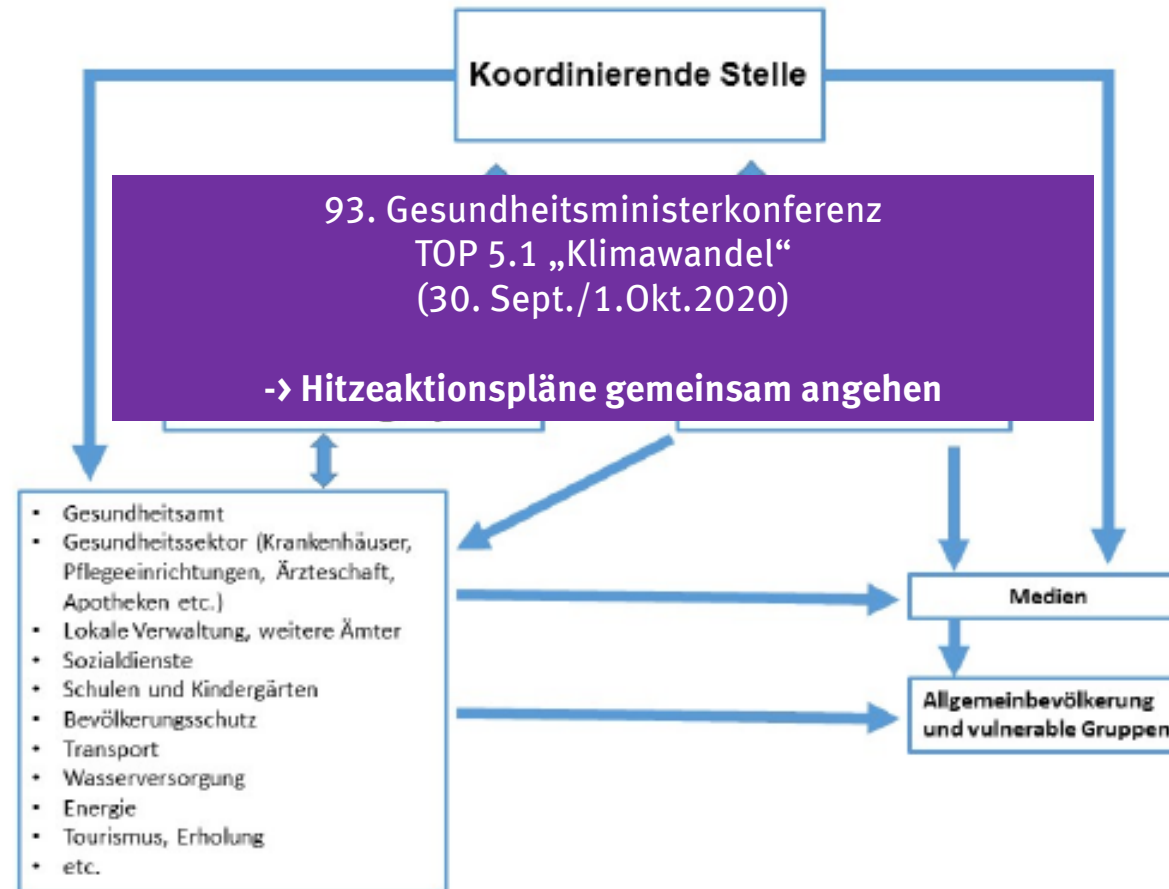 Koordinierende Stelle
93. Gesundheitsministerkonferenz
TOP 5.1 „Klimawandel“
(30. Sept./1.Okt.2020)
-> Hitzeaktionspläne gemeinsam angehen
• Gesundheitsamt
• Gesundheitssektor (Krankenhäuser,
Pflegeeinrichtungen, Ärzteschaft,
Apotheken etc.)
• Lokale Verwaltung, weitere Ämter
• Sozialdienste
• Schulen und Kindergärten
• Bevölkerungsschutz
• Transport
• Wasserversorgung
• Energie
• Tourismus, Erholung
• etc.
Medien
Allgemeinbevölkerung
und vulnerable Gruppen